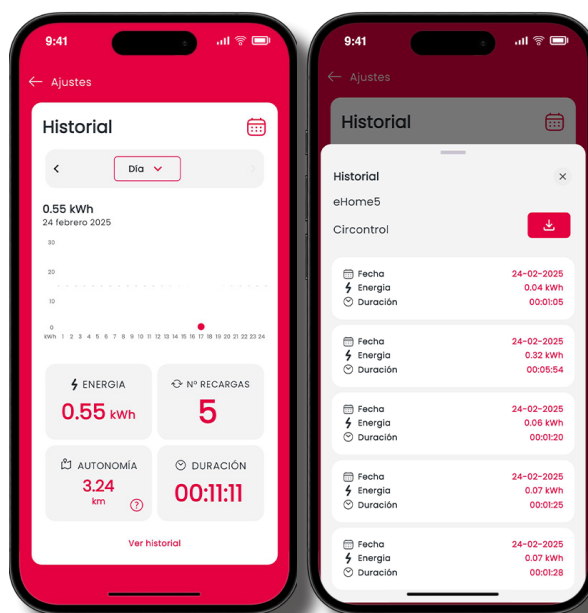 9:41
Ajustes
Historial
Día
0.55 kWh
24 febrero 2025
30
20
10
0
kWh 1 2 3 4 5 6 7 8 9 10 11 12 13 14 15 16 17 18 19 20 21 22 23 24
ENERGIA
0.55 kWh
Nº RECARGAS
5
AUTONOMÍA
3.24
km
?
DURACIÓN
00:11:11
Ver historial
9:41
Ajustes
Historial
Historial
eHome5
Circontrol
Fecha 24-02-2025
Energia 0.04 kWh
Duración 00:01:05
Fecha 24-02-2025
Energia 0.32 kWh
Duración 00:05:54
Fecha 24-02-2025
Energia 0.06 kWh
Duración 00:01:20
Fecha 24-02-2025
Energia 0.07 kWh
Duración 00:01:25
Fecha 24-02-2025
Energia 0.07 kWh
Duración 00:01:28